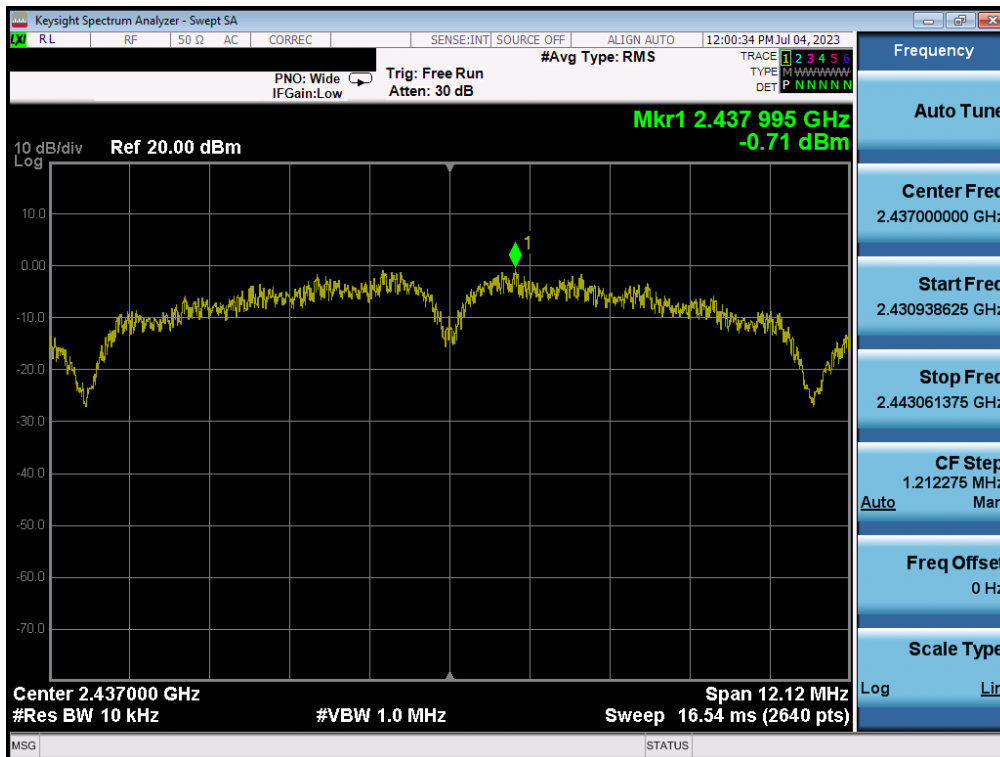 Keysight Spectrum Analyzer - Swept SA
LXI RL RF 50 Ω AC CORREC SENSE:INT SOURCE OFF ALIGN AUTO 12:00:34 PM Jul 04, 2023
#Avg Type: RMS
TRACE 1 2 3 4 5 6
PNO: Wide Trig: Free Run
TYPE M WWWWW
IFGain:Low Atten: 30 dB
DET P N N N N N
Mkr1 2.437 995 GHz
-0.71 dBm
10 dB/div Ref 20.00 dBm
Log
10.0
1
0.00
-10.0
-20.0
-30.0
-40.0
-50.0
-60.0
-70.0
Center 2.437000 GHz Span 12.12 MHz
#Res BW 10 kHz #VBW 1.0 MHz Sweep 16.54 ms (2640 pts)
MSG STATUS
Frequency
Auto Tune
Center Freq
2.437000000 GHz
Start Freq
2.430938625 GHz
Stop Freq
2.443061375 GHz
CF Step
1.212275 MHz
Auto Man
Freq Offset
0 Hz
Scale Type
Log Lin